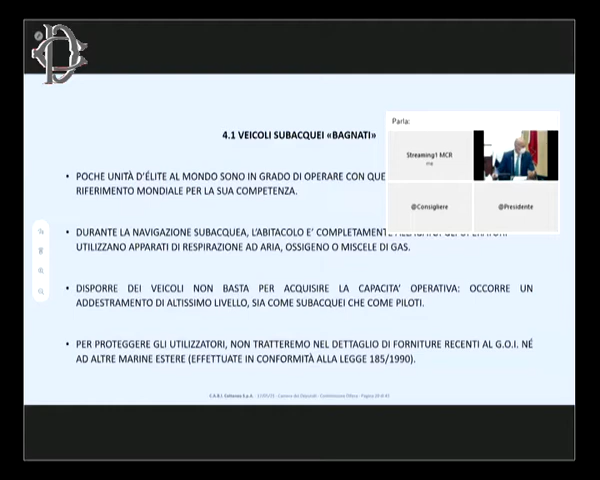 Parla:
4.1 VEICOLI SUBACQUEI «BAGNATI»
Streaming1 MCR
me
• POCHE UNITÀ D'ÉLITE AL MONDO SONO IN GRADO DI OPERARE CON QUE
RIFERIMENTO MONDIALE PER LA SUA COMPETENZA.
@Consigliere @Presidente
• DURANTE LA NAVIGAZIONE SUBACQUEA, L'ABITACOLO E' COMPLETAMENT
UTILIZZANO APPARATI DI RESPIRAZIONE AD ARIA, OSSIGENO O MISCELE DI GAS.
• DISPORRE DEI VEICOLI NON BASTA PER ACQUISIRE LA CAPACITA' OPERATIVA: OCCORRE UN
ADDESTRAMENTO DI ALTISSIMO LIVELLO, SIA COME SUBACQUEI CHE COME PILOTI.
• PER PROTEGGERE GLI UTILIZZATORI, NON TRATTEREMO NEL DETTAGLIO DI FORNITURE RECENTI AL G.O.I. NÉ
AD ALTRE MARINE ESTERE (EFFETTUATE IN CONFORMITÀ ALLA LEGGE 185/1990).